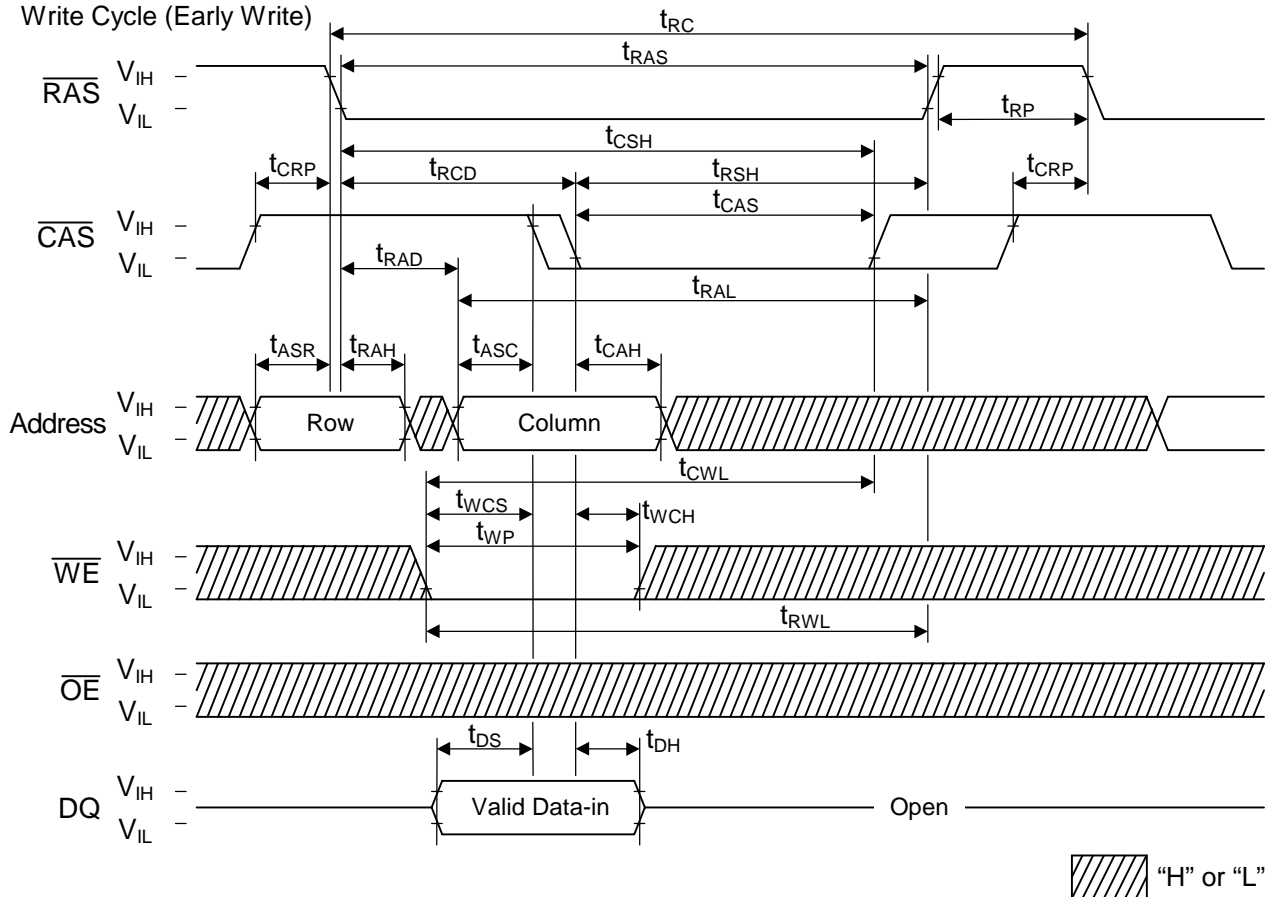 Write Cycle (Early Write)
tRC
tRAS
RAS
VIH
VIL
tRP
tCSH
tCRP
tRCD
tRSH
tCRP
tCAS
CAS
VIH
VIL
tRAD
tRAL
tASR
tRAH
tASC
tCAH
Address
VIH
VIL
Row
Column
tCWL
tWCS
tWCH
tWP
WE
VIH
VIL
tRWL
OE
VIH
VIL
tDS
tDH
DQ
VIH
VIL
Valid Data-in
Open
“H” or “L”